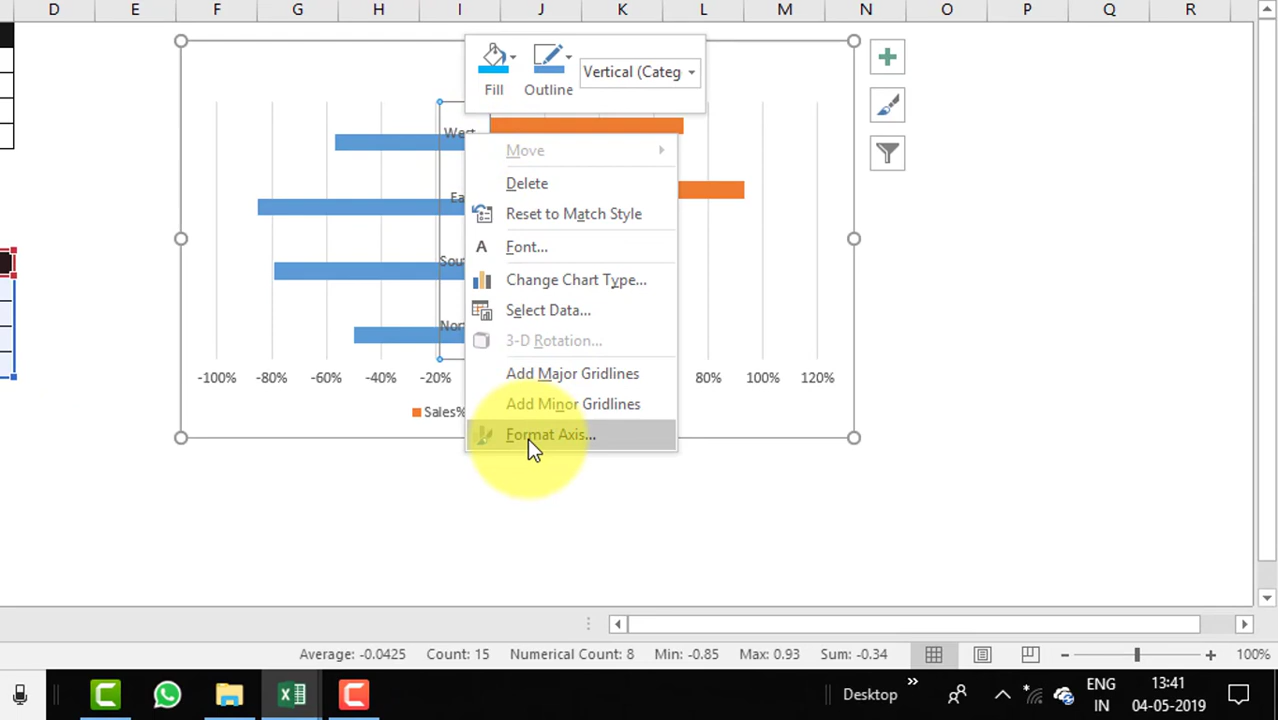 D E F G H I J K L M N O P Q R
Fill Outline Vertical (Categ
West
Move
Delete
Ea
Reset to Match Style
A Font...
Sou
Change Chart Type...
Select Data...
Nor
3-D Rotation...
Add Major Gridlines
-100% -80% -60% -40% -20% 80% 100% 120%
Add Minor Gridlines
Sales%
Format Axis...
Average: -0.0425 Count: 15 Numerical Count: 8 Min: -0.85 Max: 0.93 Sum: -0.34 100%
Desktop ENG 13:41
IN 04-05-2019